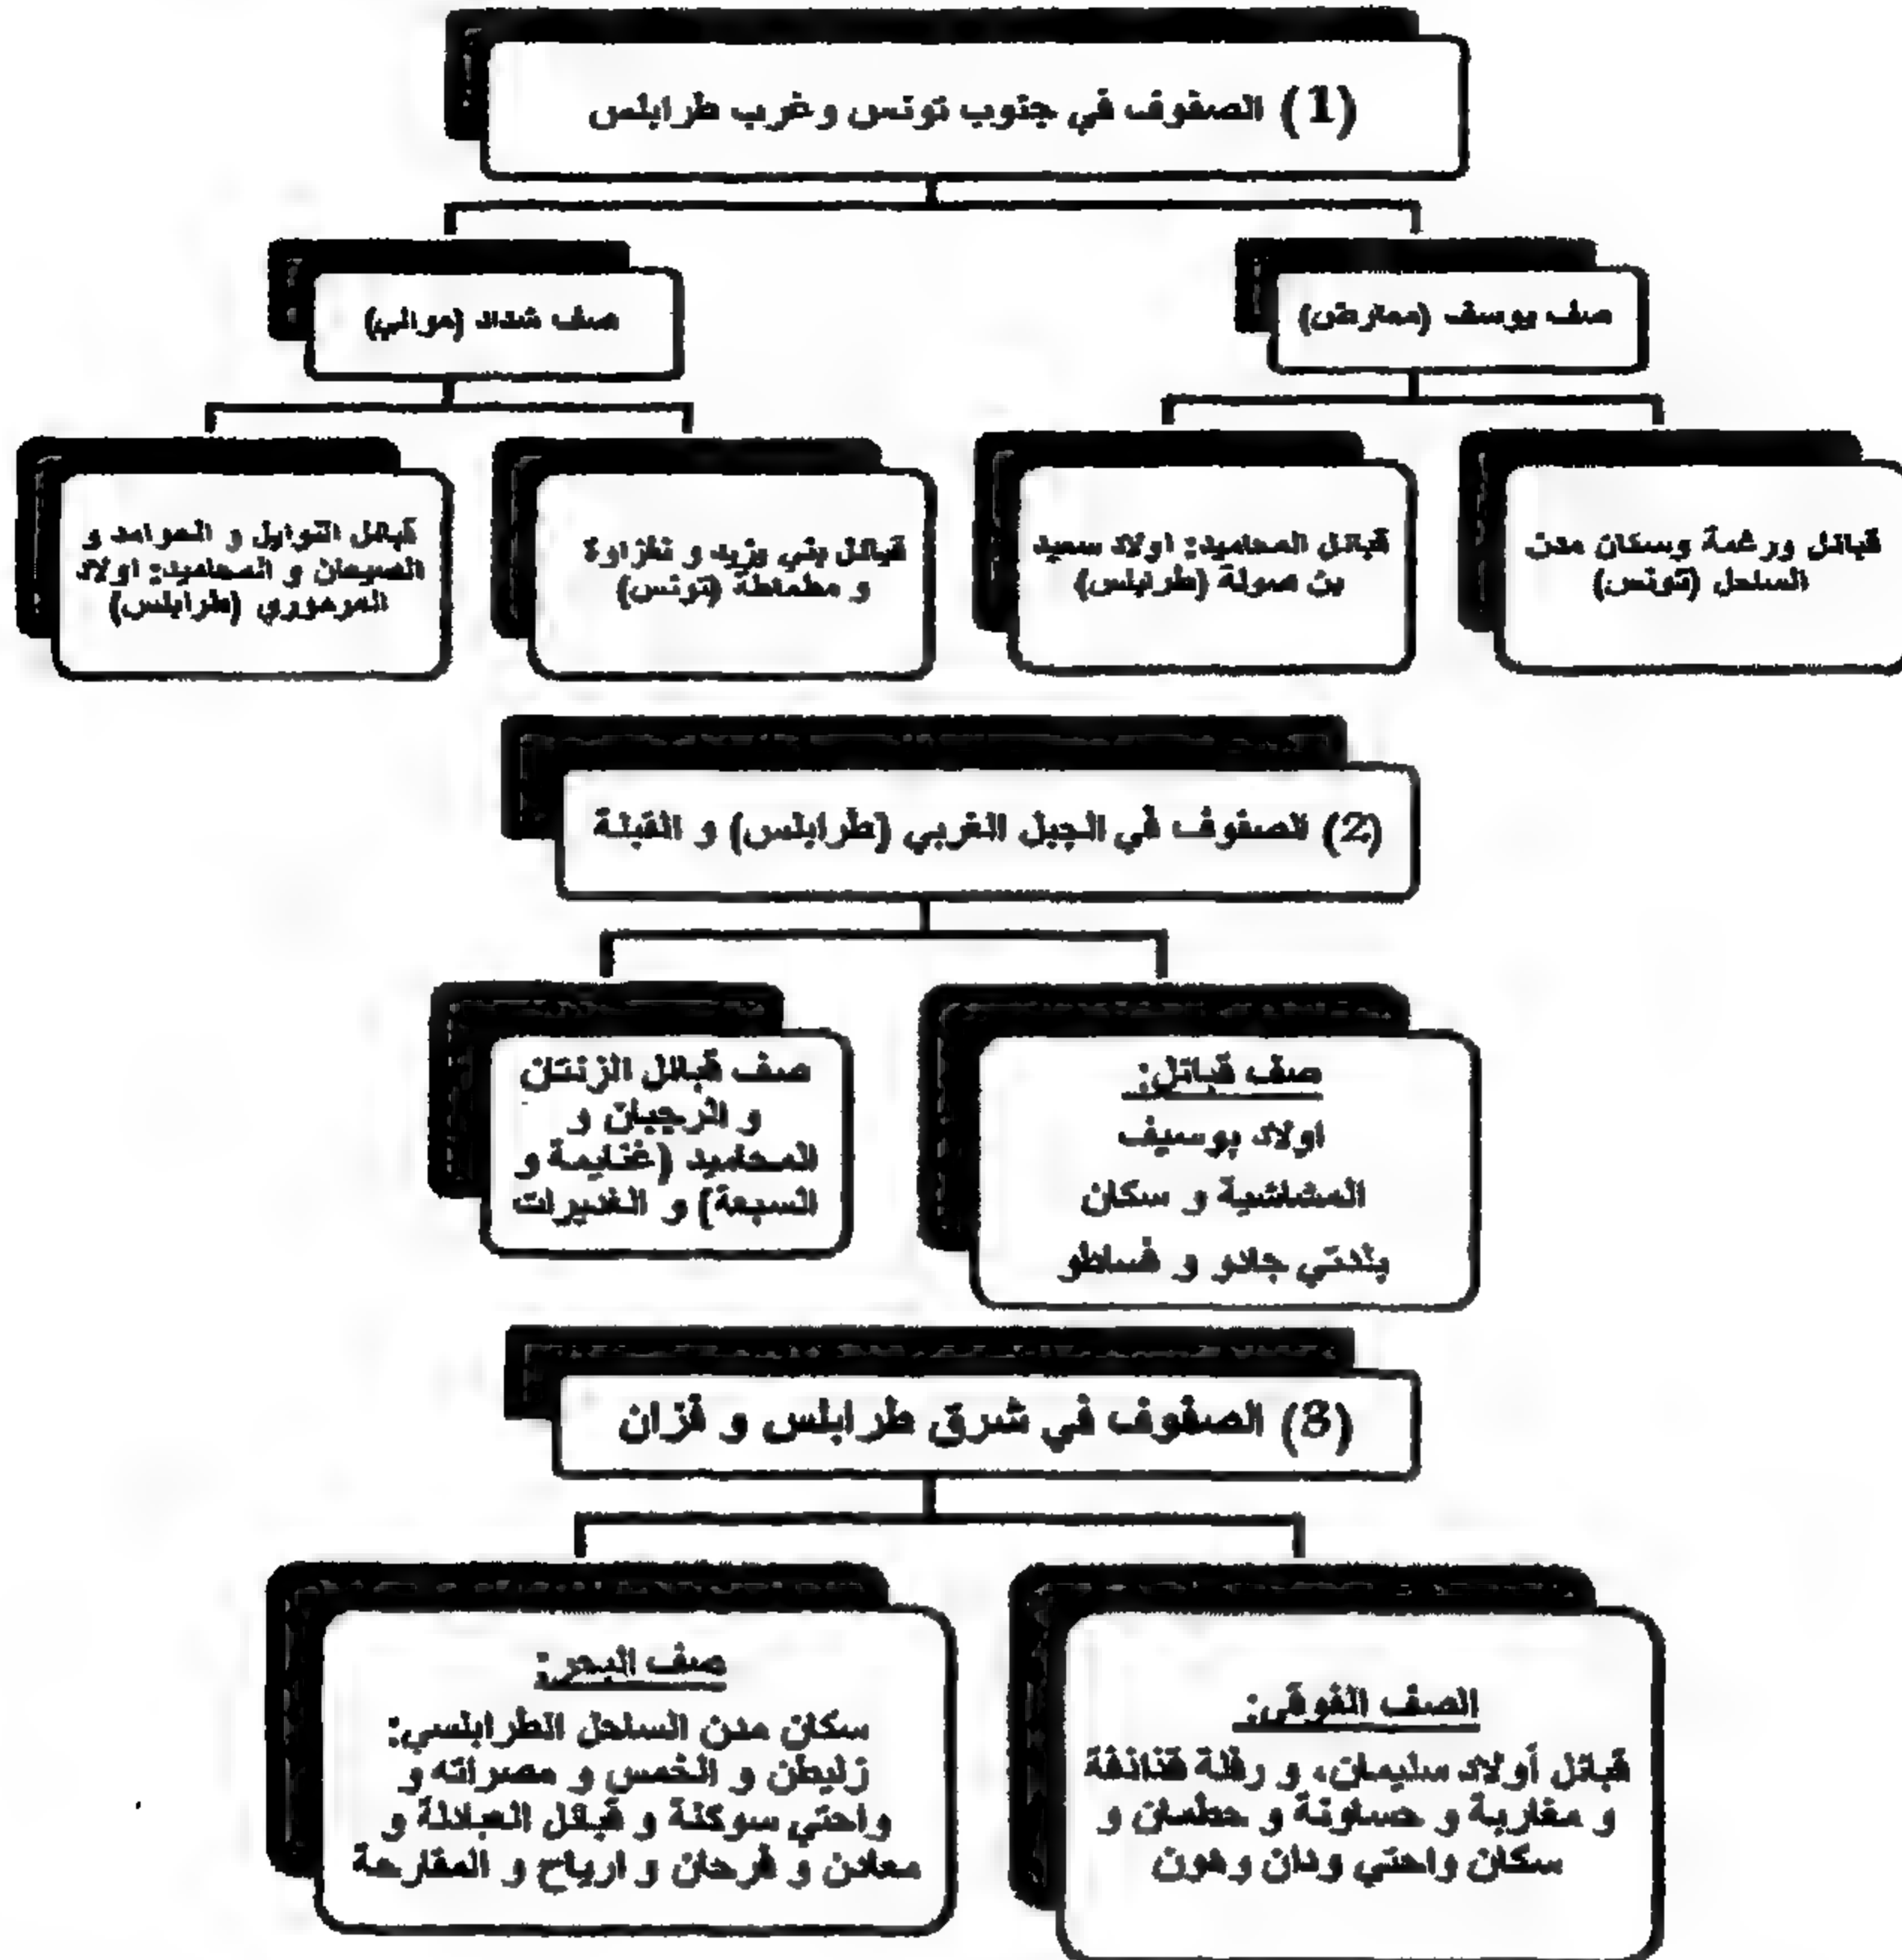 (1) الصفوف في جنوب تونس وغرب طرابلس
صف يوسف (معارض)
صف شداد (موالي)
قبائل ورغمة وسكان مدن
الساحل (تونس)
قبائل المحاميد: اولاد سعيد
بن صولة (طرابلس)
قبائل بني يزيد و نفزاوة
و مطماطة (تونس)
قبائل النوايل و الحوامد و
الصيعان و المحاميد: اولاد
المرموري (طرابلس)
(2) الصفوف في الجبل الغربي (طرابلس) و القبلة
صف قبائل:
اولاد بوسيف
المشاشية و سكان
بلدتي جادو و فساطو
صف قبائل الزنتان
و الرجبان و
المحاميد (غنايمة و
السبعة) و الغديرات
(3) الصفوف في شرق طرابلس و فزان
الصف الفوقي:
قبائل أولاد سليمان، و رفلة قذاذفة
و مغاربة و حساونة و حطمان و
سكان واحتي ودان وهون
صف البحر:
سكان مدن الساحل الطرابلسي:
زليطن و الخمس و مصراته و
واحتي سوكنة و قبائل العبادلة و
معادن و فرحان و ارياح و المقارحة